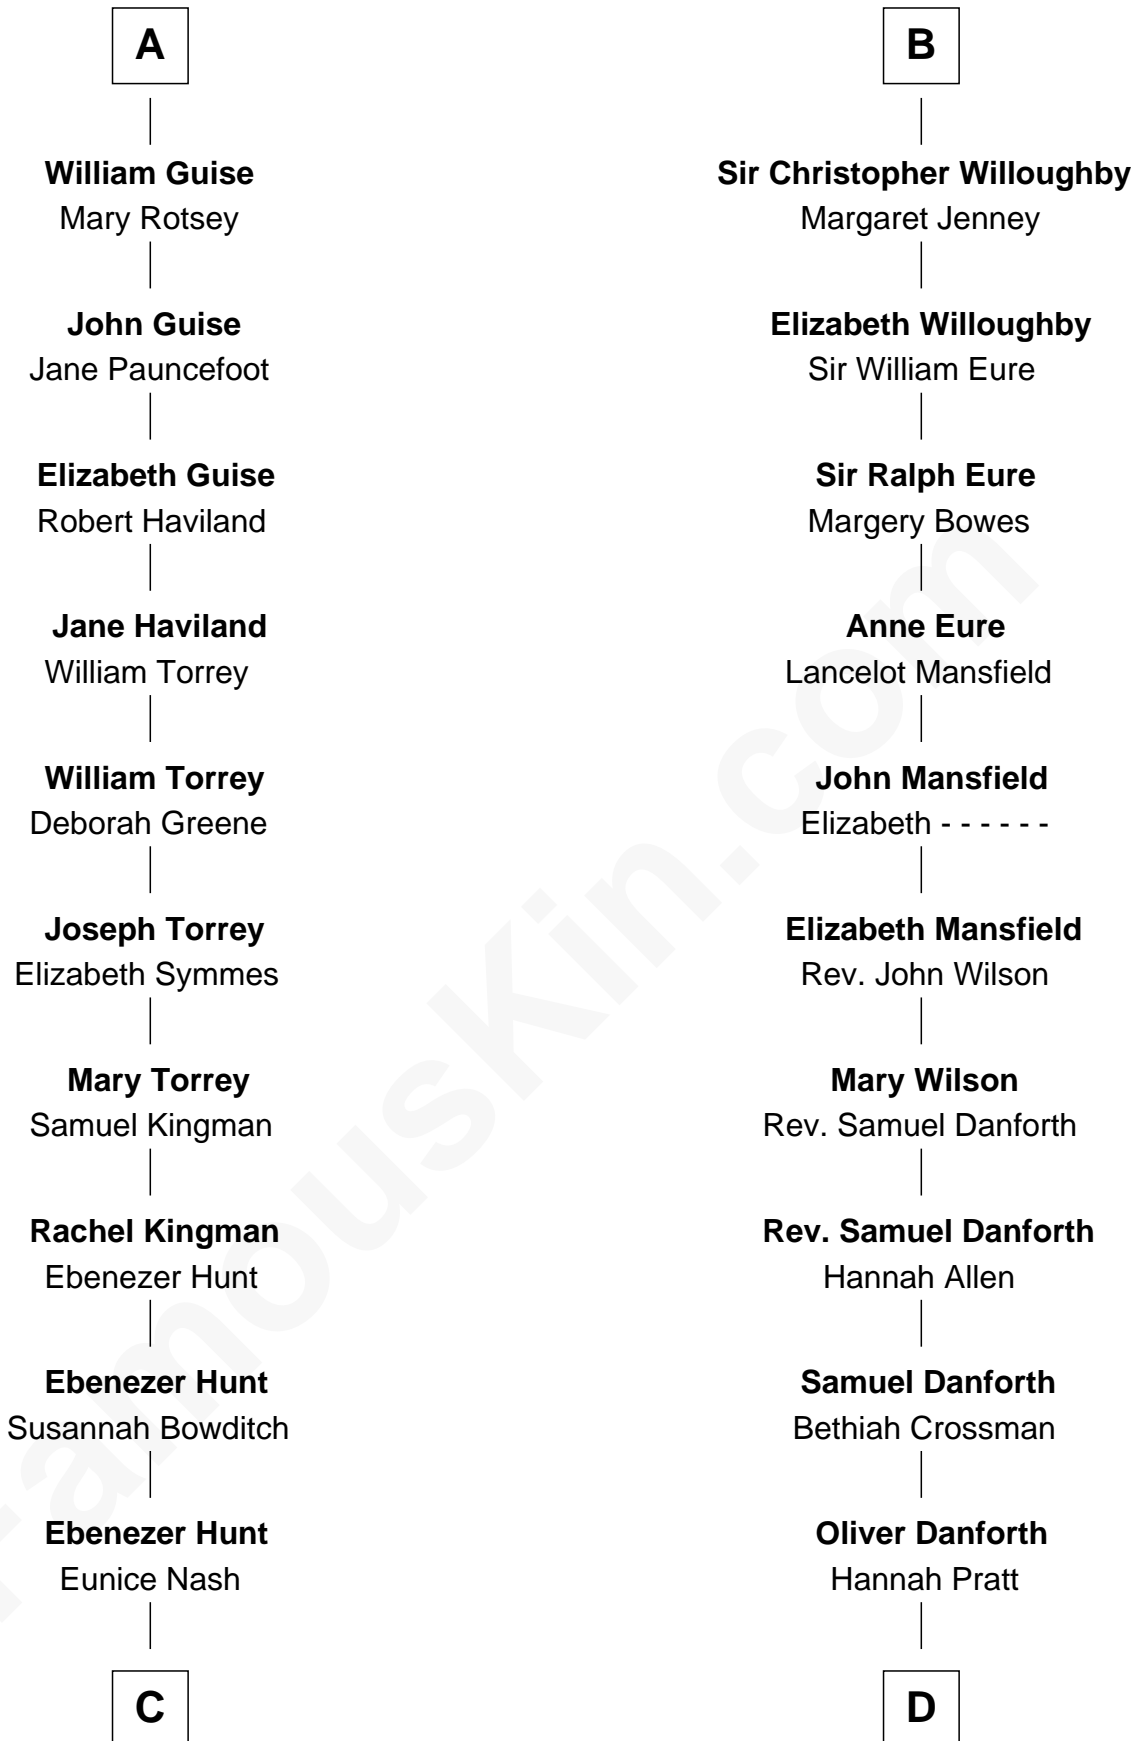 A
William Guise
Mary Rotsey
John Guise
Jane Pauncefoot
Elizabeth Guise
Robert Haviland
Jane Haviland
William Torrey
William Torrey
Deborah Greene
Joseph Torrey
Elizabeth Symmes
Mary Torrey
Samuel Kingman
Rachel Kingman
Ebenezer Hunt
Ebenezer Hunt
Susannah Bowditch
Ebenezer Hunt
Eunice Nash
C
B
Sir Christopher Willoughby
Margaret Jenney
Elizabeth Willoughby
Sir William Eure
Sir Ralph Eure
Margery Bowes
Anne Eure
Lancelot Mansfield
John Mansfield
Elizabeth - - - - - -
Elizabeth Mansfield
Rev. John Wilson
Mary Wilson
Rev. Samuel Danforth
Rev. Samuel Danforth
Hannah Allen
Samuel Danforth
Bethiah Crossman
Oliver Danforth
Hannah Pratt
D
FamousKin.com